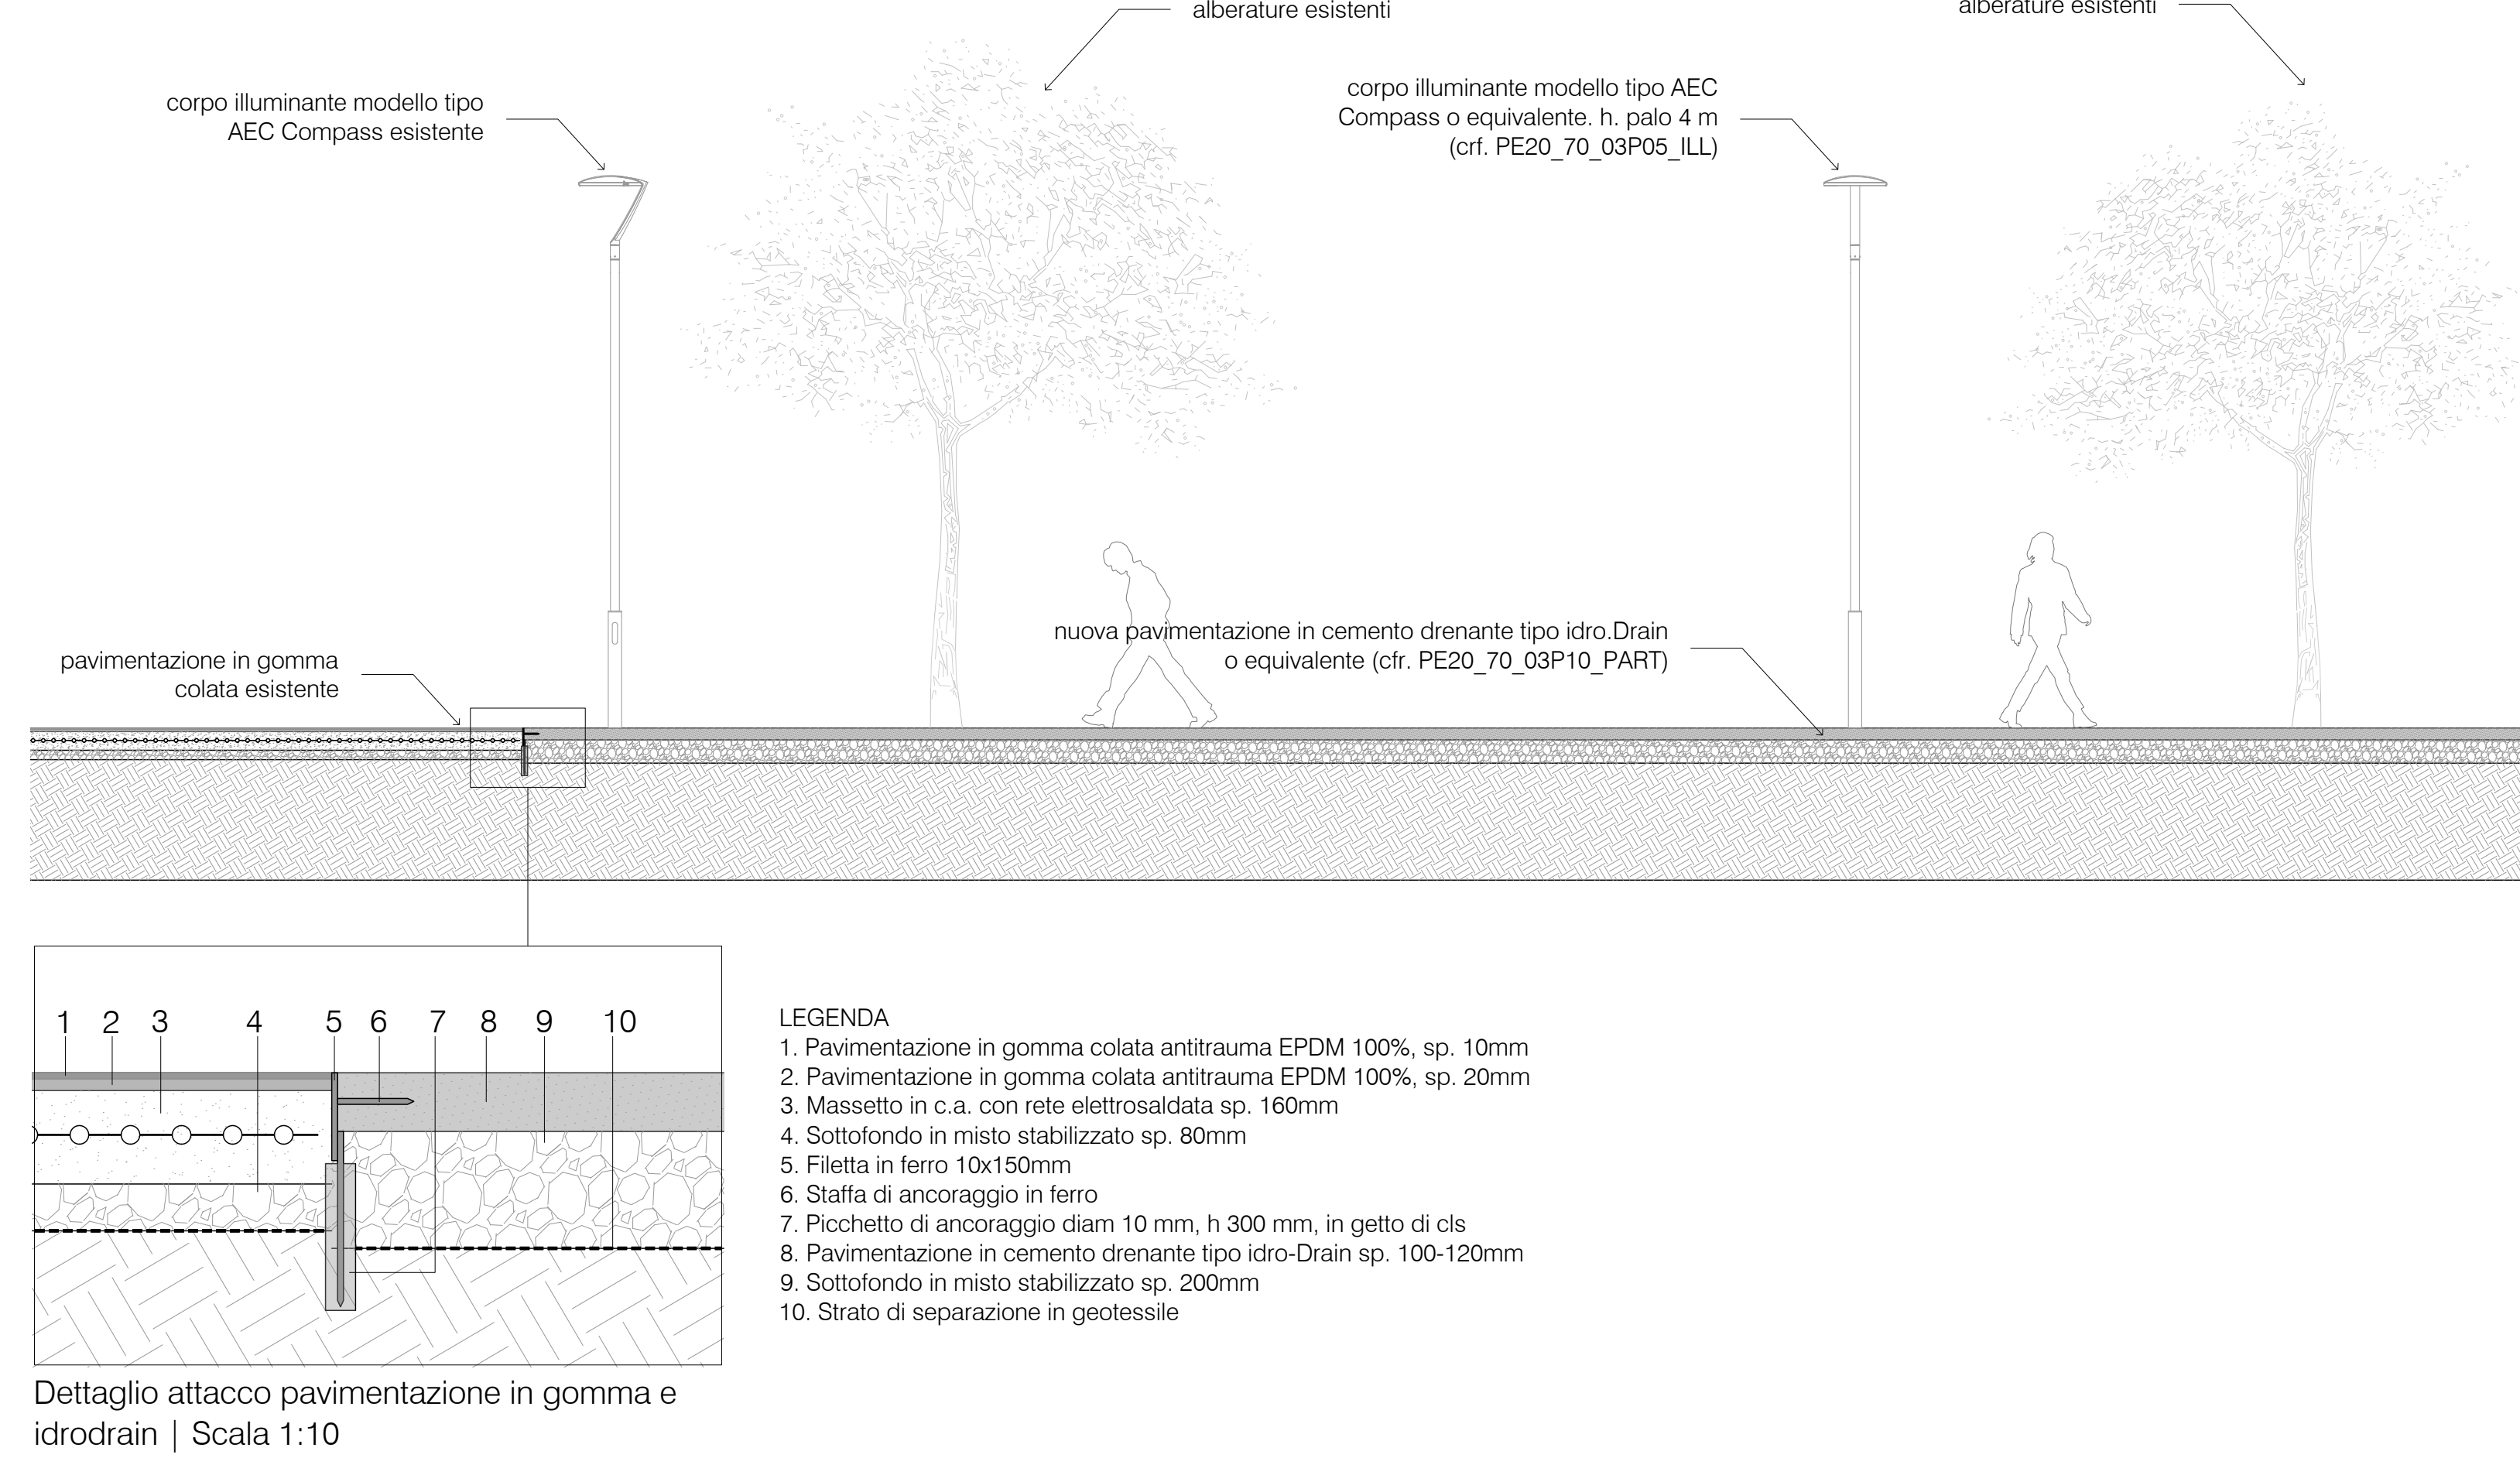 alberature esistenti
alberature esistenti
corpo illuminante modello tipo
AEC Compass esistente
corpo illuminante modello tipo AEC
Compass o equivalente. h. palo 4 m
(crf. PE20_70_03P05_ILL)
nuova pavimentazione in cemento drenante tipo idro.Drain
o equivalente (cfr. PE20_70_03P10_PART)
pavimentazione in gomma
colata esistente
1 2 3 4 5 6 7 8 9 10
LEGENDA
1. Pavimentazione in gomma colata antitrauma EPDM 100%, sp. 10mm
2. Pavimentazione in gomma colata antitrauma EPDM 100%, sp. 20mm
3. Massetto in c.a. con rete elettrosaldata sp. 160mm
4. Sottofondo in misto stabilizzato sp. 80mm
5. Filetta in ferro 10x150mm
6. Staffa di ancoraggio in ferro
7. Picchetto di ancoraggio diam 10 mm, h 300 mm, in getto di cls
8. Pavimentazione in cemento drenante tipo idro-Drain sp. 100-120mm
9. Sottofondo in misto stabilizzato sp. 200mm
10. Strato di separazione in geotessile
Dettaglio attacco pavimentazione in gomma e
idrodrain | Scala 1:10